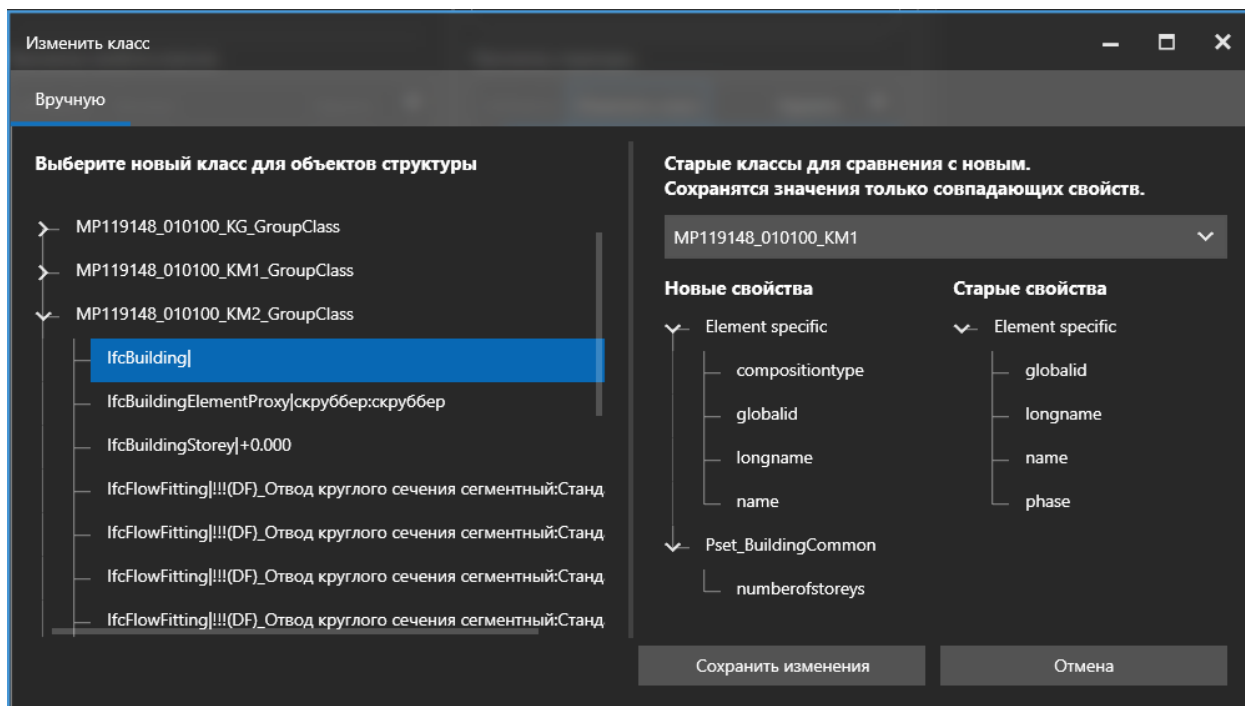 Изменить класс
Вручную
Выберите новый класс для объектов структуры
MP119148_010100_KG_GroupClass
MP119148_010100_KM1_GroupClass
MP119148_010100_KM2_GroupClass
IfcBuilding|
IfcBuildingElementProxy|скруббер:скруббер
IfcBuildingStorey|+0.000
IfcFlowFitting|!!!(DF)_Отвод круглого сечения сегментный:Станд
IfcFlowFitting|!!!(DF)_Отвод круглого сечения сегментный:Станд
IfcFlowFitting|!!!(DF)_Отвод круглого сечения сегментный:Станд
IfcFlowFitting|!!!(DF)_Отвод круглого сечения сегментный:Станд
Старые классы для сравнения с новым.
Сохранятся значения только совпадающих свойств.
MP119148_010100_KM1
Новые свойства
Element specific
compositiontype
globalid
longname
name
Pset_BuildingCommon
numberofstoreys
Старые свойства
Element specific
globalid
longname
name
phase
Сохранить изменения
Отмена